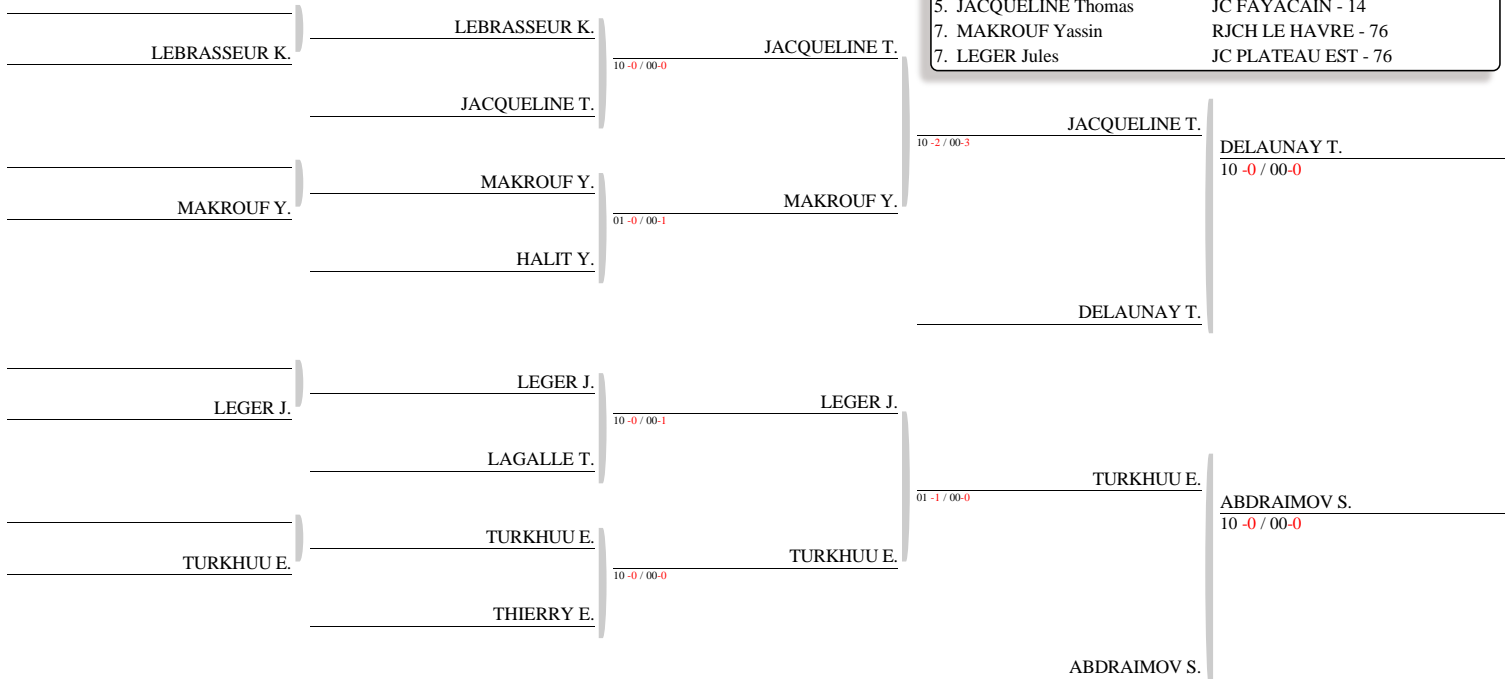 5. JACQUELINE Thomas JC FAYACAIN - 14
7. MAKROUF Yassin RJCH LE HAVRE - 76
7. LEGER Jules JC PLATEAU EST - 76
LEBRASSEUR K.
LEBRASSEUR K.
JACQUELINE T.
10 -0 / 00-0
JACQUELINE T.
JACQUELINE T.
10 -2 / 00-3
DELAUNAY T.
10 -0 / 00-0
MAKROUF Y.
MAKROUF Y.
MAKROUF Y.
01 -0 / 00-1
HALIT Y.
DELAUNAY T.
LEGER J.
LEGER J.
LEGER J.
10 -0 / 00-1
LAGALLE T.
TURKHUU E.
01 -1 / 00-0
ABDRAIMOV S.
10 -0 / 00-0
TURKHUU E.
TURKHUU E.
TURKHUU E.
10 -0 / 00-0
THIERRY E.
ABDRAIMOV S.